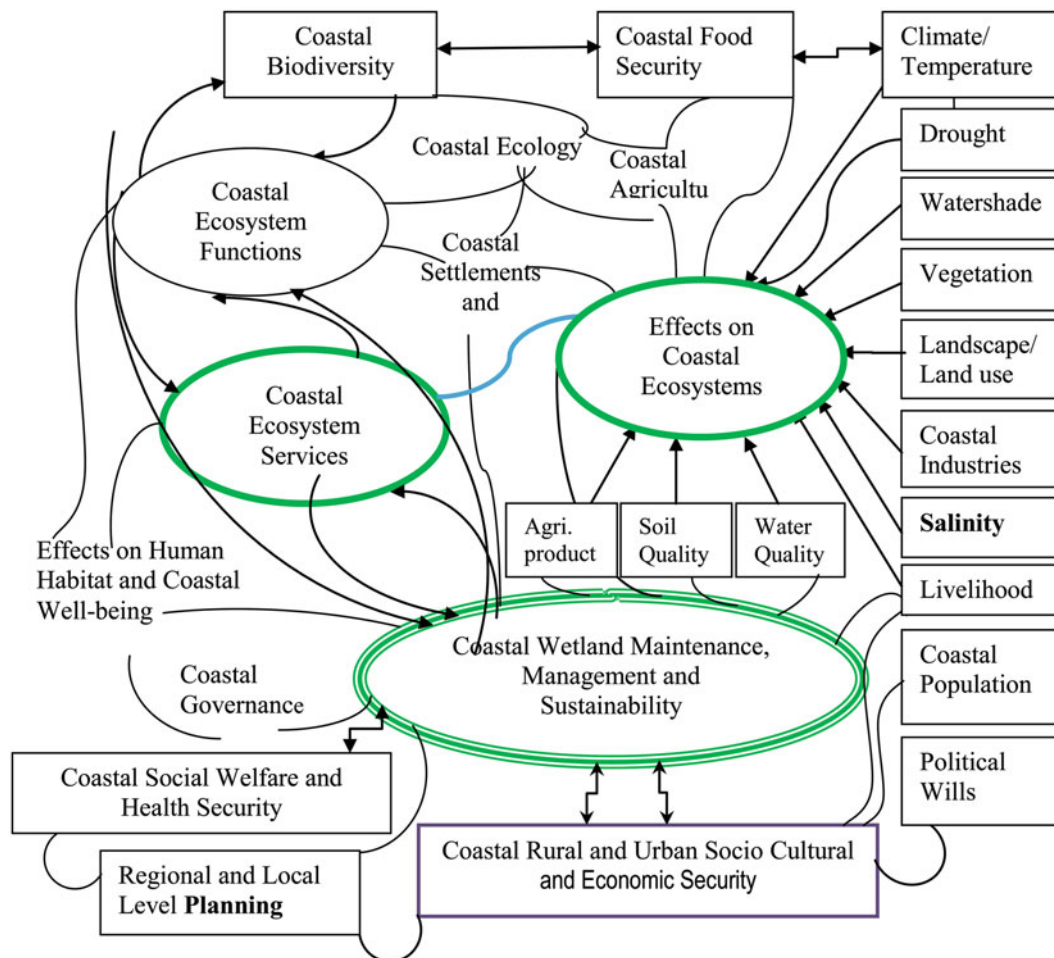 Coastal
Biodiversity
Coastal Food
Security
Climate/
Temperature
Drought
Coastal Ecology
Coastal
Agricultu
Coastal
Ecosystem
Functions
Watershade
Coastal
Settlements
and
Vegetation
Effects on
Coastal
Ecosystems
Landscape/
Land use
Coastal
Ecosystem
Services
Coastal
Industries
Agri.
product
Soil
Quality
Water
Quality
Salinity
Effects on Human
Habitat and Coastal
Well-being
Livelihood
Coastal Wetland Maintenance,
Management and
Sustainability
Coastal
Population
Coastal
Governance
Coastal Social Welfare and
Health Security
Political
Wills
Regional and Local
Level Planning
Coastal Rural and Urban Socio Cultural
and Economic Security